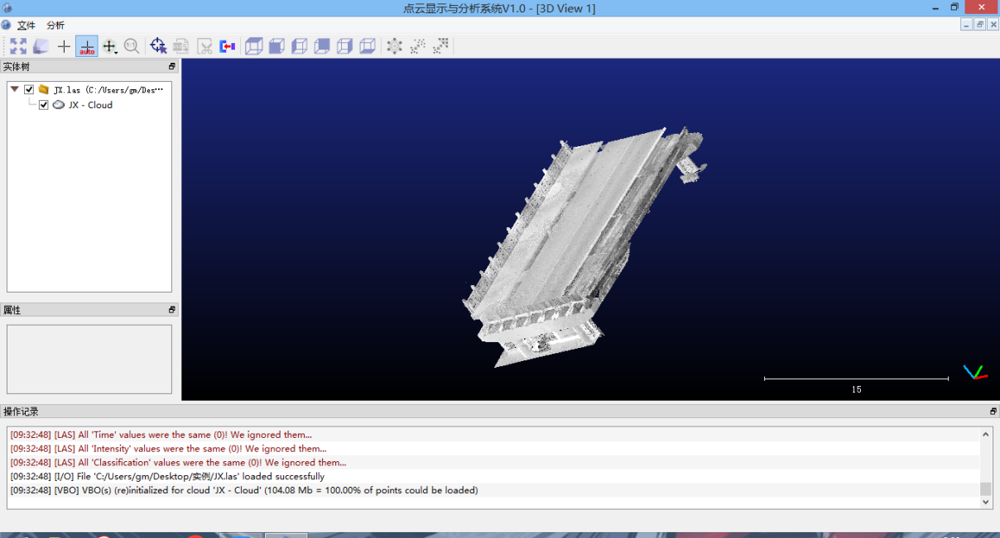 点云显示与分析系统V1.0 - [3D View 1]
文件 分析
auto
1:1
实体树
JX.las (C:/Users/gm/Des···
JX - Cloud
属性
15
操作记录
[09:32:48] [LAS] All 'Time' values were the same (0)! We ignored them...
[09:32:48] [LAS] All 'Intensity' values were the same (0)! We ignored them...
[09:32:48] [LAS] All 'Classification' values were the same (0)! We ignored them...
[09:32:48] [I/O] File 'C:/Users/gm/Desktop/实例/JX.las' loaded successfully
[09:32:48] [VBO] VBO(s) (re)initialized for cloud 'JX - Cloud' (104.08 Mb = 100.00% of points could be loaded)